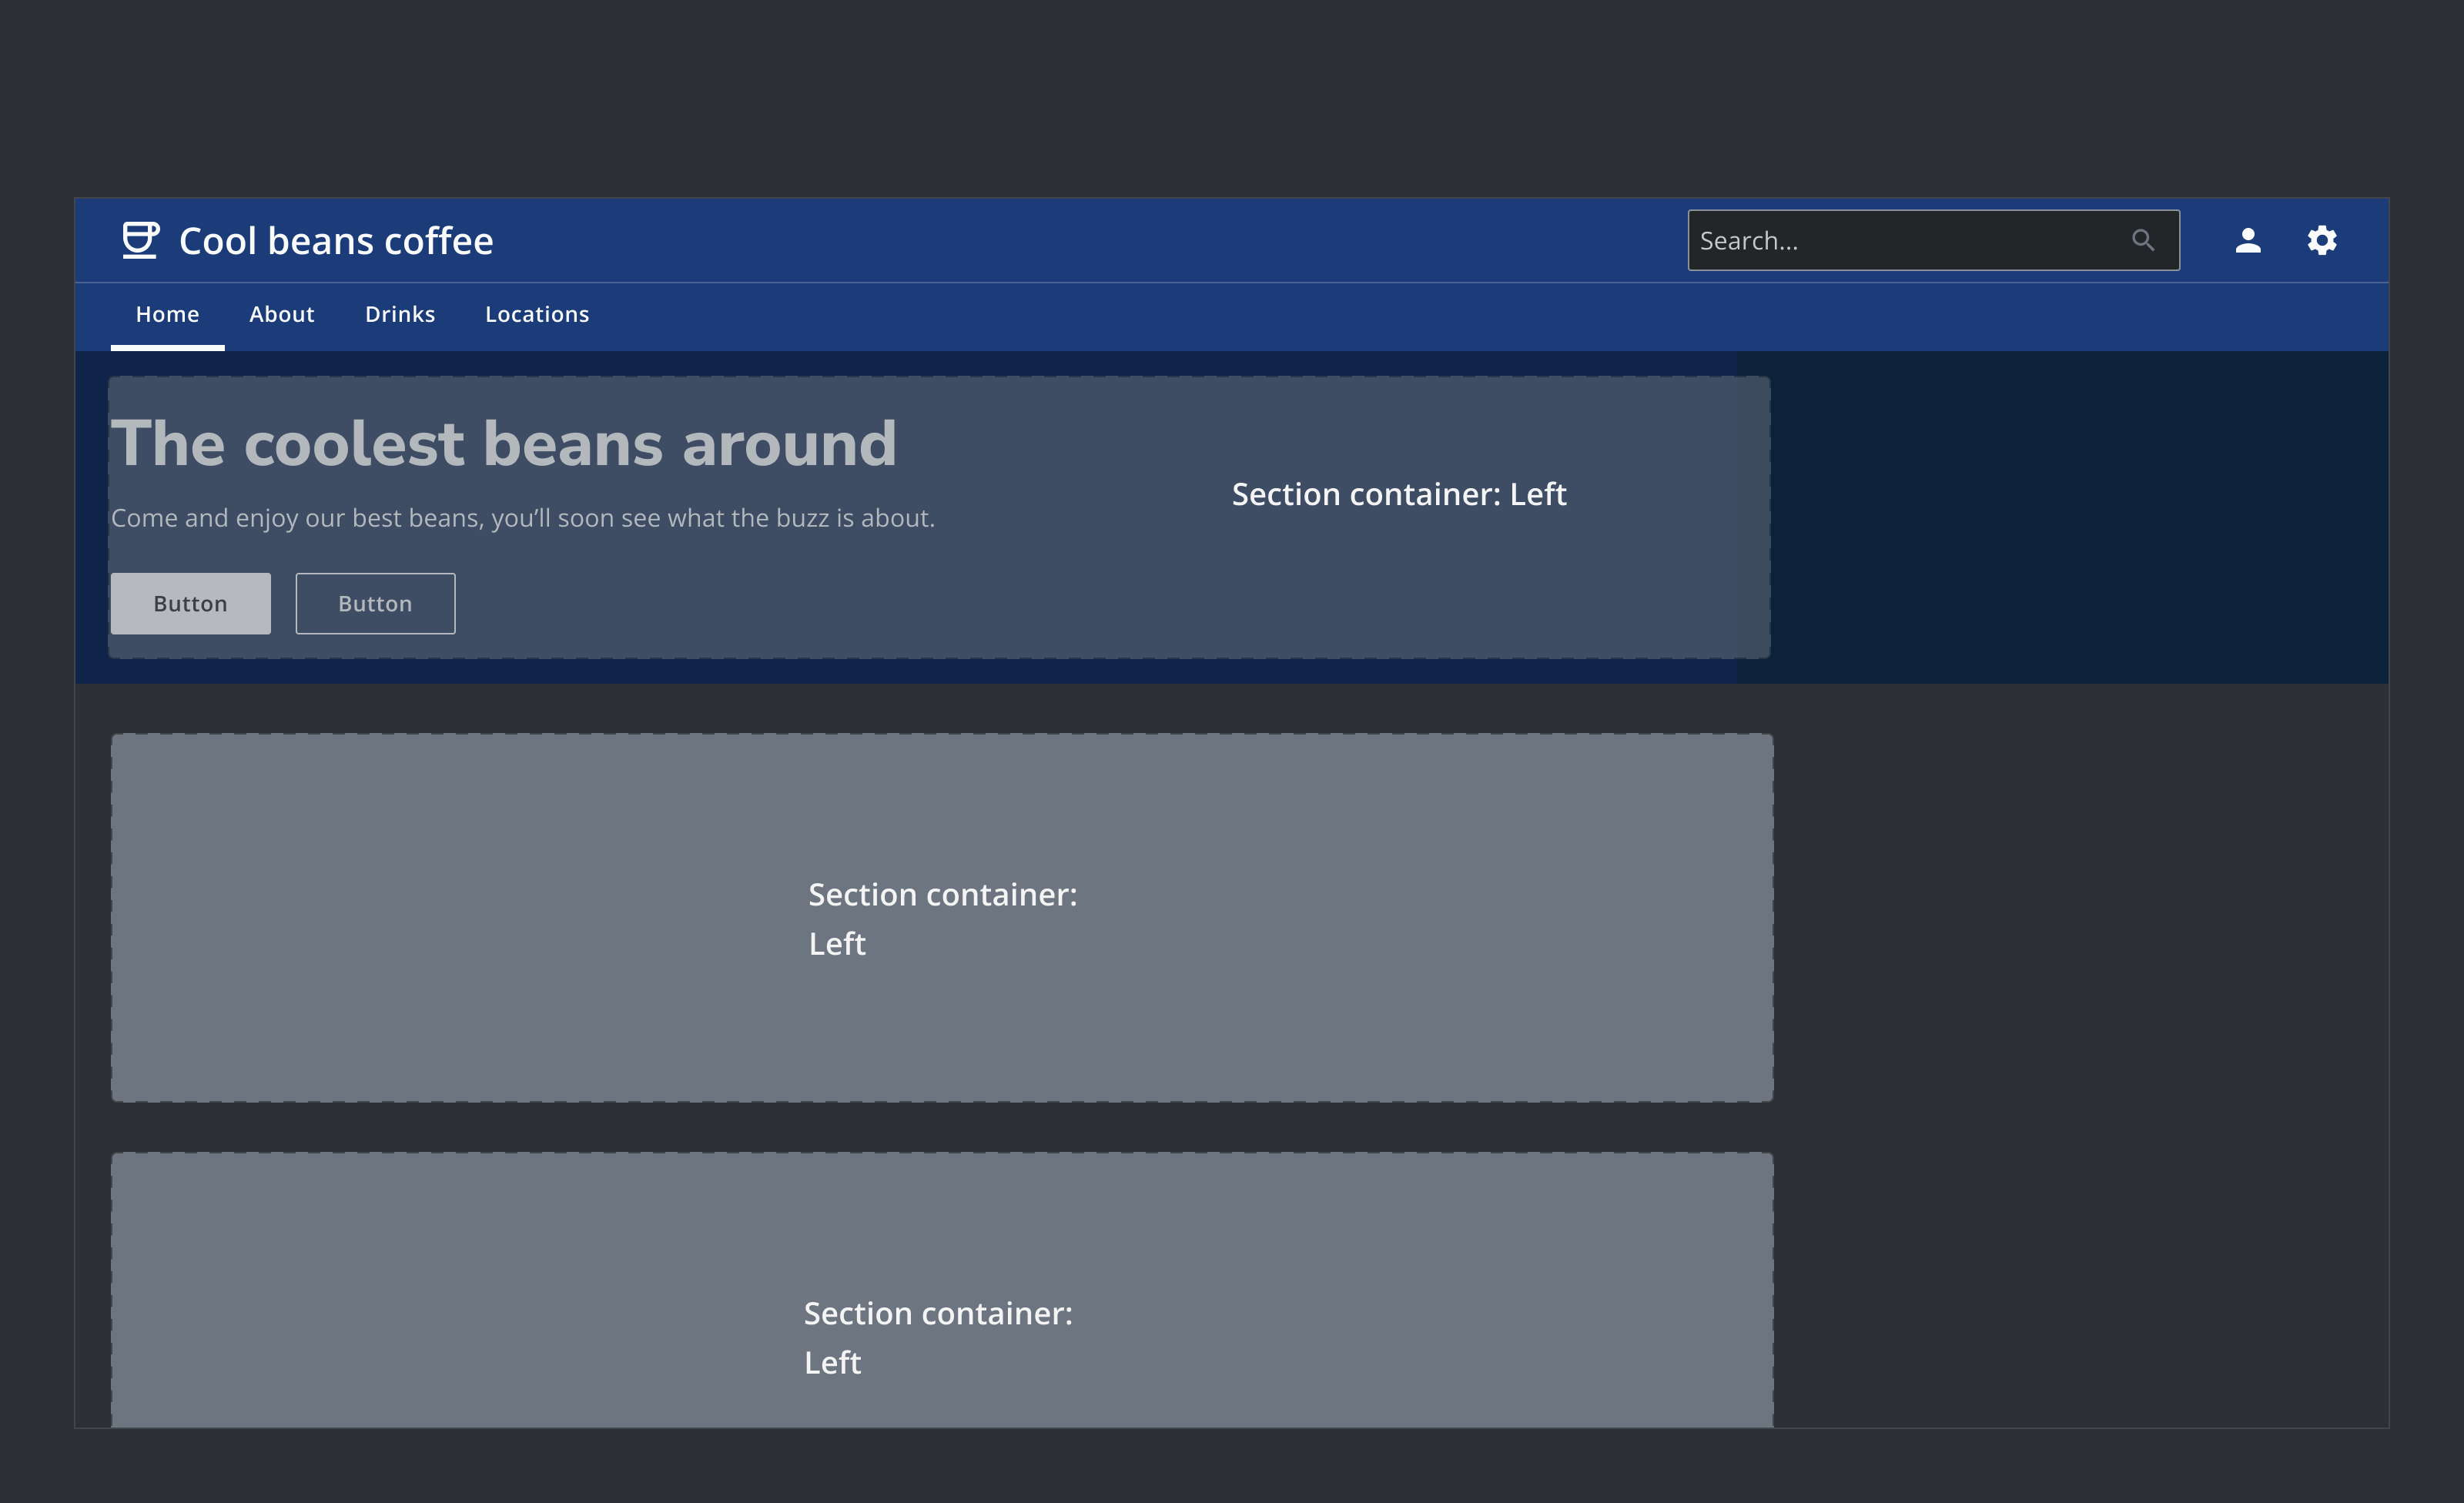 Cool beans coffee
Search...
Home About Drinks Locations
The coolest beans around
Section container: Left
Come and enjoy our best beans, you’ll soon see what the buzz is about.
Button Button
Section container:
Left
Section container:
Left